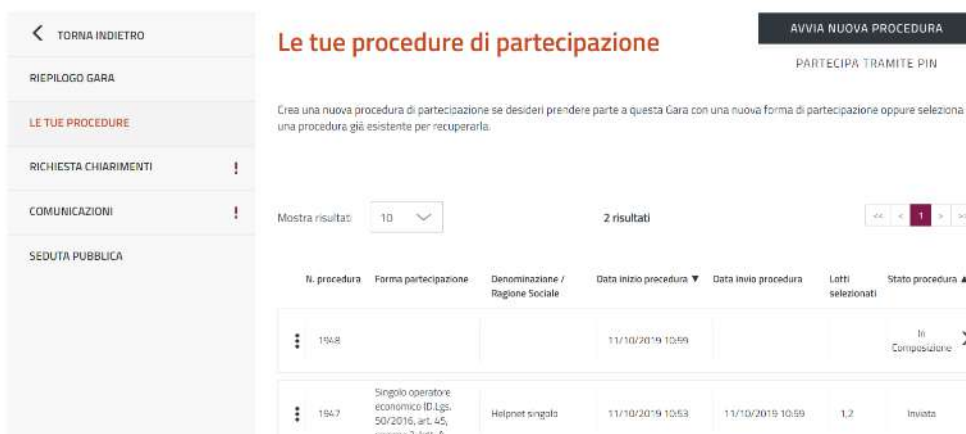 TORNA INDIETRO
RIEPILOGO GARA
LE TUE PROCEDURE
RICHIESTA CHIARIMENTI !
COMUNICAZIONI !
SEDUTA PUBBLICA
Le tue procedure di partecipazione
AVVIA NUOVA PROCEDURA
PARTECIPA TRAMITE PIN
Crea una nuova procedura di partecipazione se desideri prendere parte a questa Gara con una nuova forma di partecipazione oppure seleziona
una procedura già esistente per recuperarla.
Mostra risultati 10 2 risultati << < 1 > >>
N. procedura Forma partecipazione Denominazione / Data inizio precedura ▼ Data invio procedura Lotti Stato procedura ▲
Ragione Sociale selezionati
1948 11/10/2019 10:59 In
Composizione
Singolo operatore
economico (D.Lgs.
1947 50/2016, art. 45, Helpnet singolo 11/10/2019 10:53 11/10/2019 10:59 1,2 Inviata